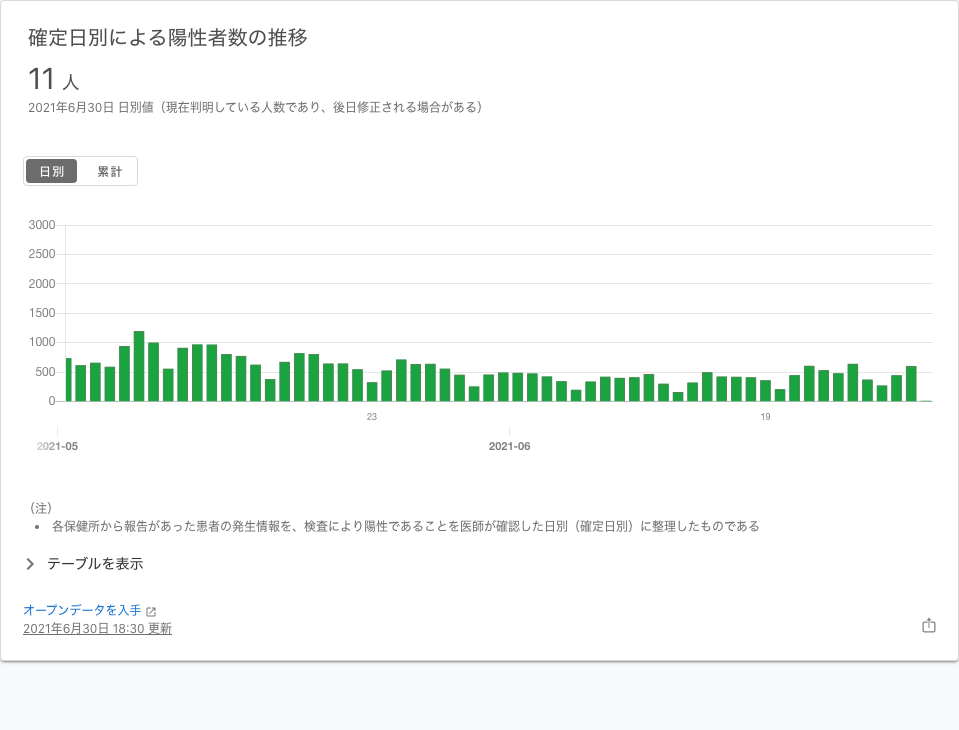 確定日別による陽性者数の推移
11 人
2021年6月30日 日別値（現在判明している人数であり、後日修正される場合がある）
日別 累計
3000
2500
2000
1500
1000
500
0
23 19
2021-05 2021-06
（注）
• 各保健所から報告があった患者の発生情報を、検査により陽性であることを医師が確認した日別（確定日別）に整理したものである
テーブルを表示
オープンデータを入手
2021年6月30日 18:30 更新